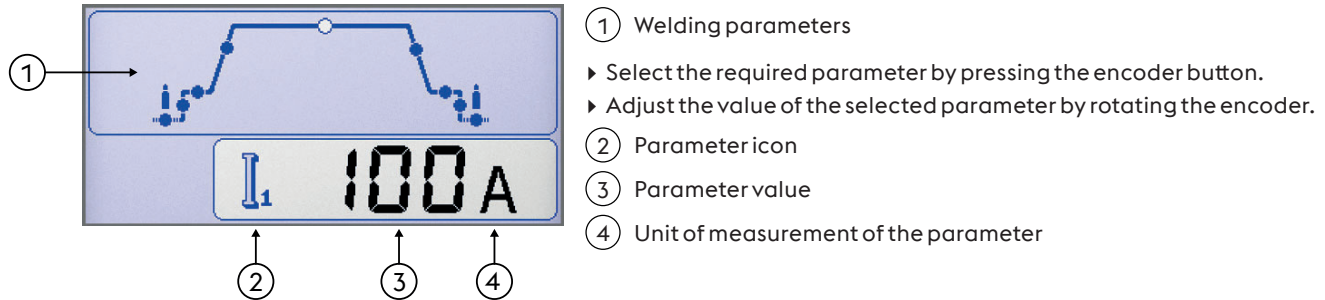 1 Welding parameters
▸ Select the required parameter by pressing the encoder button.
▸ Adjust the value of the selected parameter by rotating the encoder.
2 Parameter icon
3 Parameter value
4 Unit of measurement of the parameter
1
I1 100 A
2 3 4